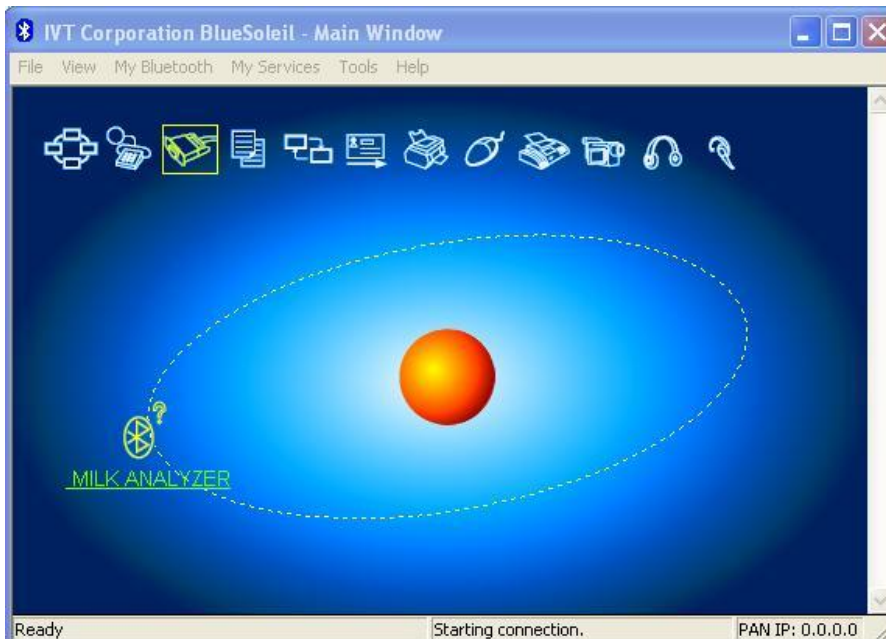 IVT Corporation BlueSoleil - Main Window
File View My Bluetooth My Services Tools Help
?
MILK ANALYZER
Ready Starting connection. PAN IP: 0.0.0.0